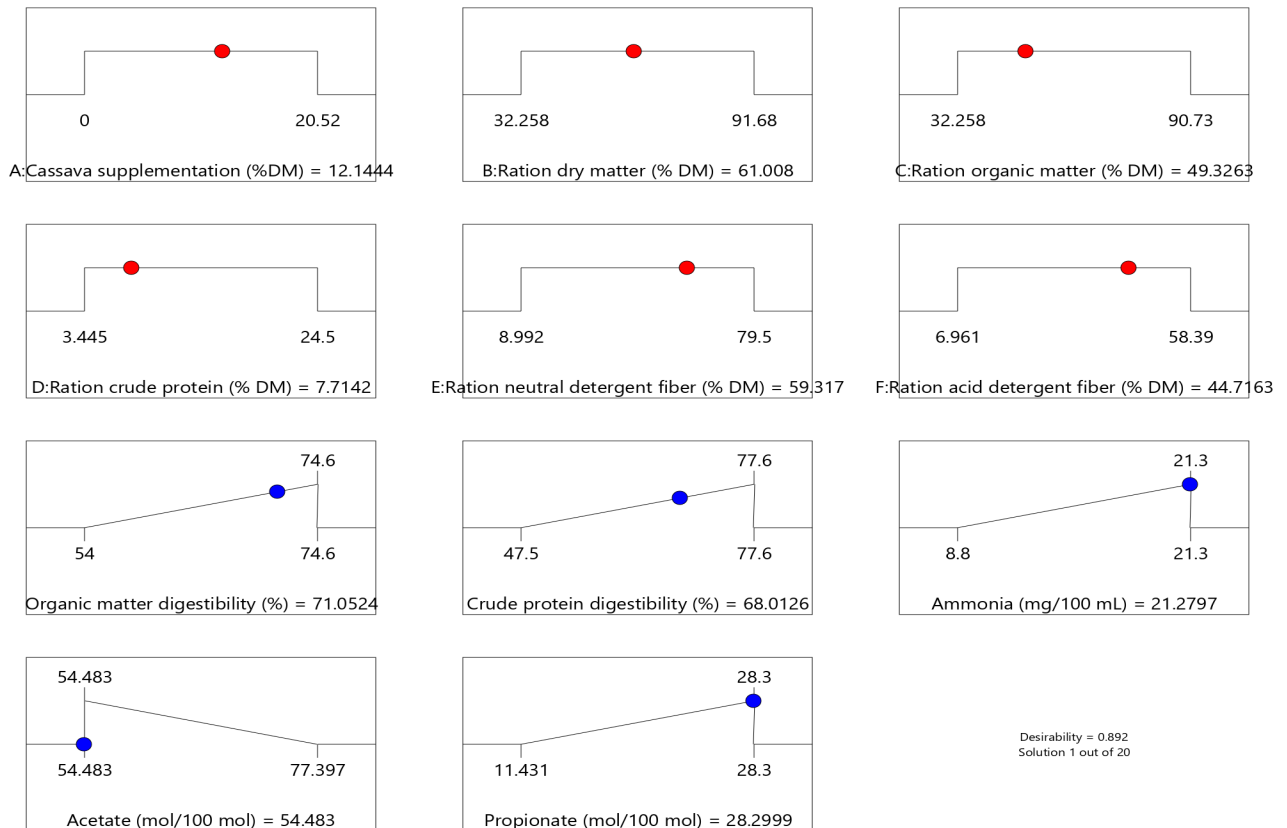 0
20.52
A:Cassava supplementation (%DM) = 12.1444
32.258
91.68
B:Ration dry matter (% DM) = 61.008
32.258
90.73
C:Ration organic matter (% DM) = 49.3263
3.445
24.5
D:Ration crude protein (% DM) = 7.7142
8.992
79.5
E:Ration neutral detergent fiber (% DM) = 59.317
6.961
58.39
F:Ration acid detergent fiber (% DM) = 44.7163
74.6
54
74.6
Organic matter digestibility (%) = 71.0524
77.6
47.5
77.6
Crude protein digestibility (%) = 68.0126
21.3
8.8
21.3
Ammonia (mg/100 mL) = 21.2797
54.483
54.483
77.397
Acetate (mol/100 mol) = 54.483
28.3
11.431
28.3
Propionate (mol/100 mol) = 28.2999
Desirability = 0.892
Solution 1 out of 20